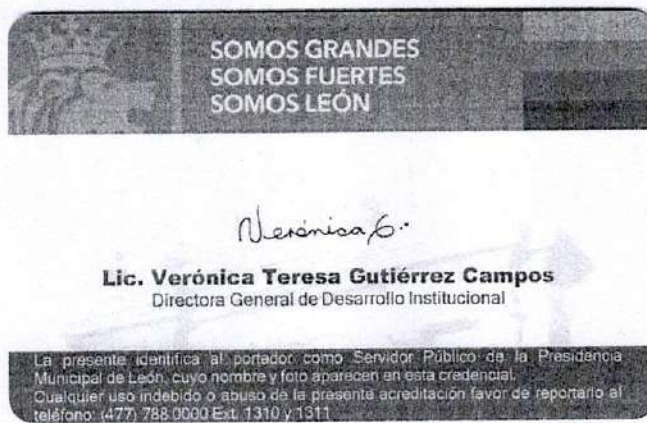 SOMOS GRANDES
SOMOS FUERTES
SOMOS LEÓN
Verónica G.
Lic. Verónica Teresa Gutiérrez Campos
Directora General de Desarrollo Institucional
La presente identifica al portador como Servidor Público de la Presidencia
Municipal de León, cuyo nombre y foto aparecen en esta credencial.
Cualquier uso indebido o abuso de la presente acreditación favor de reportarlo al
teléfono: (477) 788 0000 Ext. 1310 y 1311